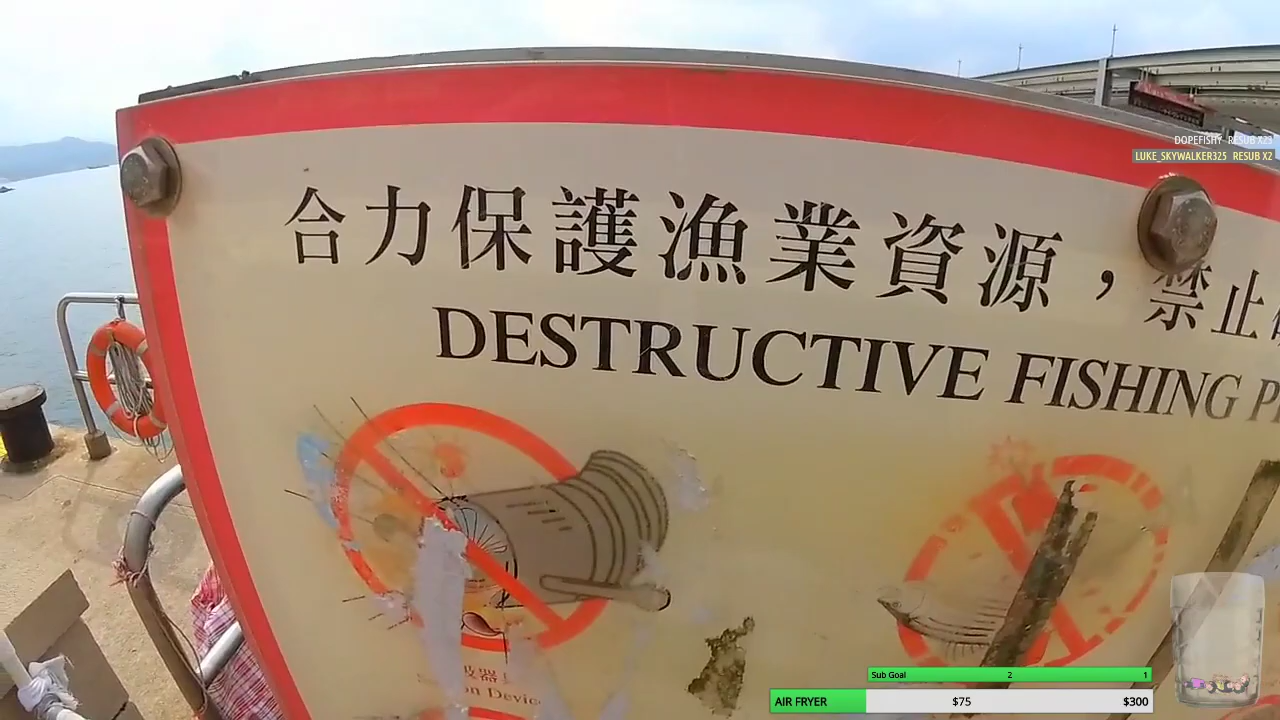 DOPEFISHY RESUB X23
LUKE_SKYWALKER325 RESUB X2
合力保護漁業資源，禁止
DESTRUCTIVE FISHING
Sub Goal 2 1
AIR FRYER $75 $300